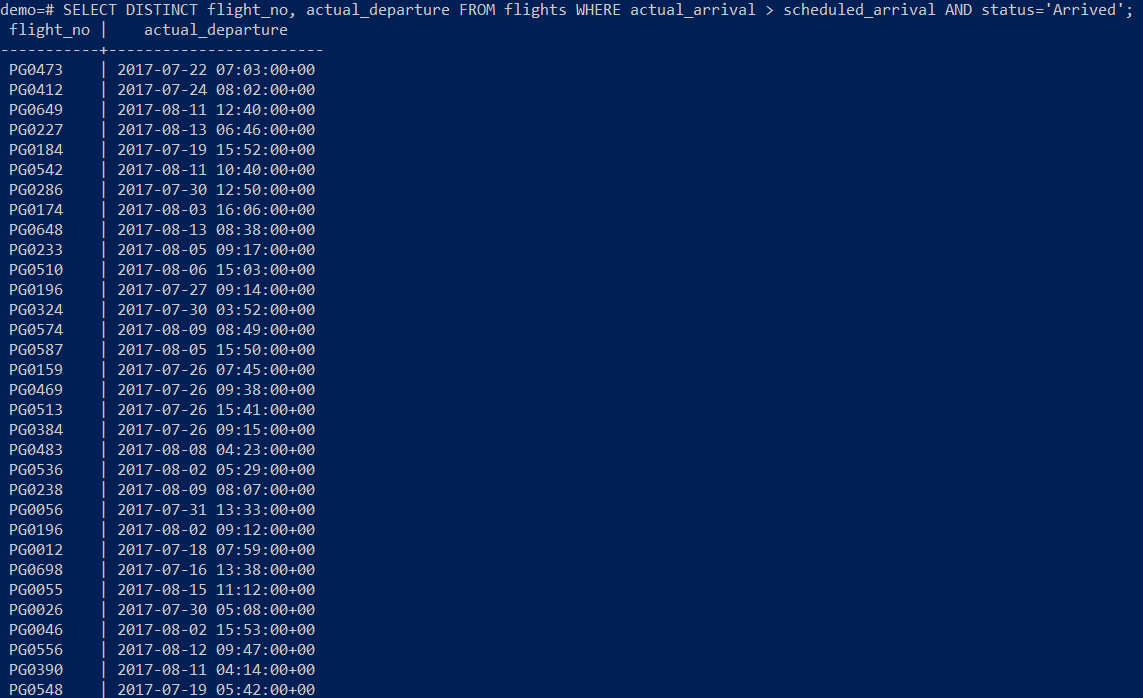 demo=# SELECT DISTINCT flight_no, actual_departure FROM flights WHERE actual_arrival > scheduled_arrival AND status='Arrived';
 flight_no |    actual_departure
-----------+------------------------
 PG0473    | 2017-07-22 07:03:00+00
 PG0412    | 2017-07-24 08:02:00+00
 PG0649    | 2017-08-11 12:40:00+00
 PG0227    | 2017-08-13 06:46:00+00
 PG0184    | 2017-07-19 15:52:00+00
 PG0542    | 2017-08-11 10:40:00+00
 PG0286    | 2017-07-30 12:50:00+00
 PG0174    | 2017-08-03 16:06:00+00
 PG0648    | 2017-08-13 08:38:00+00
 PG0233    | 2017-08-05 09:17:00+00
 PG0510    | 2017-08-06 15:03:00+00
 PG0196    | 2017-07-27 09:14:00+00
 PG0324    | 2017-07-30 03:52:00+00
 PG0574    | 2017-08-09 08:49:00+00
 PG0587    | 2017-08-05 15:50:00+00
 PG0159    | 2017-07-26 07:45:00+00
 PG0469    | 2017-07-26 09:38:00+00
 PG0513    | 2017-07-26 15:41:00+00
 PG0384    | 2017-07-26 09:15:00+00
 PG0483    | 2017-08-08 04:23:00+00
 PG0536    | 2017-08-02 05:29:00+00
 PG0238    | 2017-08-09 08:07:00+00
 PG0056    | 2017-07-31 13:33:00+00
 PG0196    | 2017-08-02 09:12:00+00
 PG0012    | 2017-07-18 07:59:00+00
 PG0698    | 2017-07-16 13:38:00+00
 PG0055    | 2017-08-15 11:12:00+00
 PG0026    | 2017-07-30 05:08:00+00
 PG0046    | 2017-08-02 15:53:00+00
 PG0556    | 2017-08-12 09:47:00+00
 PG0390    | 2017-08-11 04:14:00+00
 PG0548    | 2017-07-19 05:42:00+00